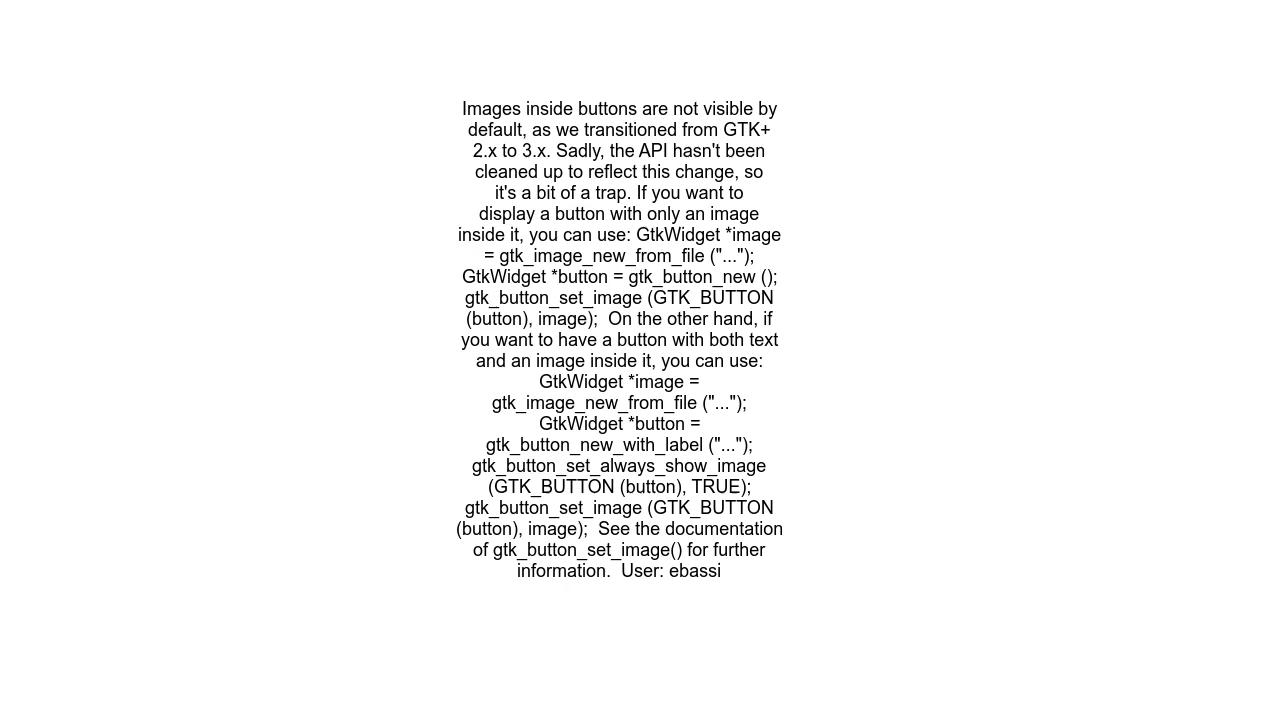 Images inside buttons are not visible by
default, as we transitioned from GTK+
2.x to 3.x. Sadly, the API hasn't been
cleaned up to reflect this change, so
it's a bit of a trap. If you want to
display a button with only an image
inside it, you can use: GtkWidget *image
= gtk_image_new_from_file ("...");
GtkWidget *button = gtk_button_new ();
gtk_button_set_image (GTK_BUTTON
(button), image);  On the other hand, if
you want to have a button with both text
and an image inside it, you can use:
GtkWidget *image =
gtk_image_new_from_file ("...");
GtkWidget *button =
gtk_button_new_with_label ("...");
gtk_button_set_always_show_image
(GTK_BUTTON (button), TRUE);
gtk_button_set_image (GTK_BUTTON
(button), image);  See the documentation
of gtk_button_set_image() for further
information.  User: ebassi